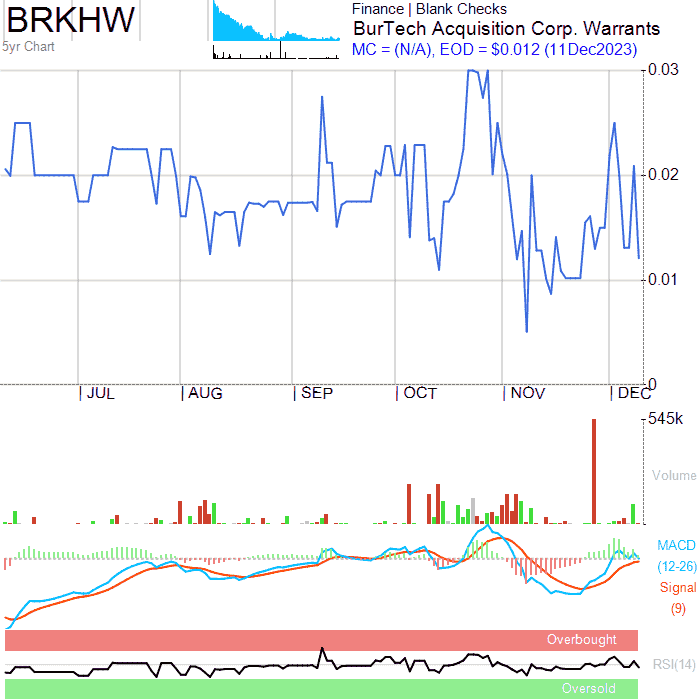 BRKHW
5yr Chart
Finance | Blank Checks
BurTech Acquisition Corp. Warrants
MC = (N/A), EOD = $0.012 (11Dec2023)
0.03
0.02
0.01
0
JUL AUG SEP OCT NOV DEC
545k
Volume
MACD
(12-26)
Signal
(9)
Overbought
RSI(14)
Oversold